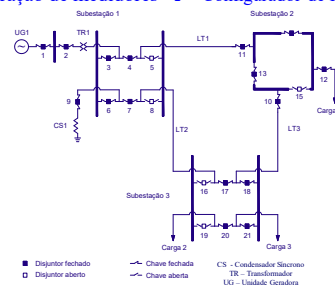 ração de medidores - 2 - Configurador de r
Subestação 1
Subestação 2
UG1
TR1
LT1
1
2
3
4
5
11
12
13
15
Carga
9
6
7
8
10
CS1
LT2
LT3
Subestação 3
16
17
18
19
20
21
Carga 2
Carga 3
Disjuntor fechado
Chave fechada
CS - Condensador Síncrono
Disjuntor aberto
Chave aberta
TR – Transformador
UG – Unidade Geradora